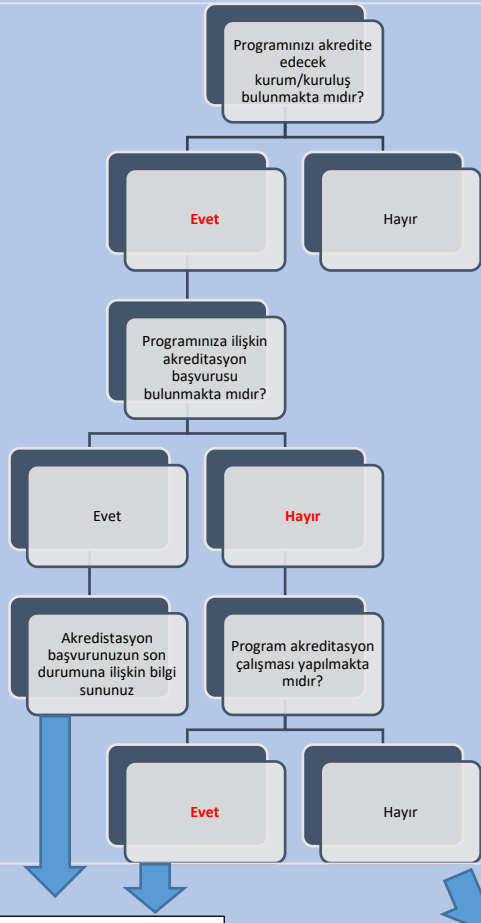 Programınızı akredite
edecek
kurum/kuruluş
bulunmakta mıdır?
Evet
Hayır
Programınıza ilişkin
akreditasyon
başvurusu
bulunmakta mıdır?
Evet
Hayır
Akredistasyon
başvurunuzun son
durumuna ilişkin bilgi
sununuz
Program akreditasyon
çalışması yapılmakta
mıdır?
Evet
Hayır